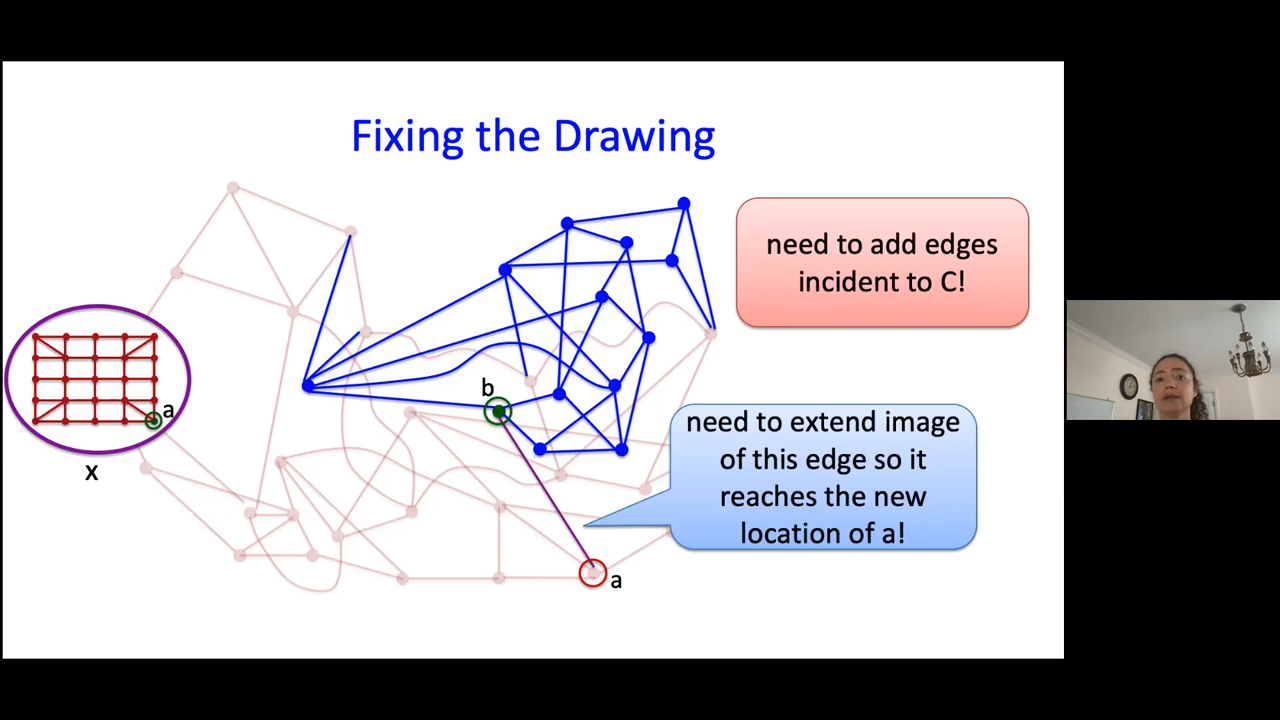 Fixing the Drawing
need to add edges
incident to C!
a
x
b
need to extend image
of this edge so it
reaches the new
location of a!
a